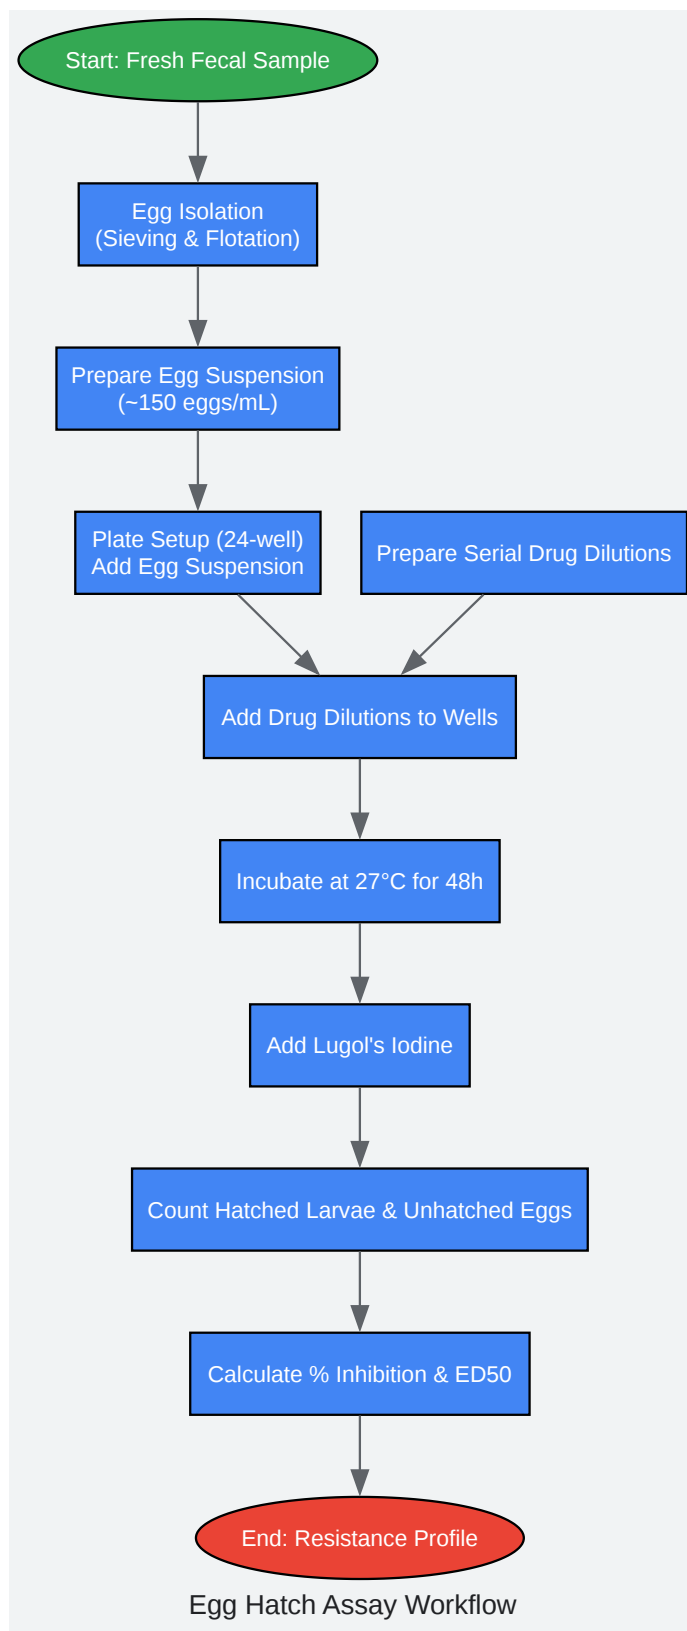 Start: Fresh Fecal Sample
Egg Isolation
(Sieving & Flotation)
Prepare Egg Suspension
(~150 eggs/mL)
Plate Setup (24-well)
Add Egg Suspension
Prepare Serial Drug Dilutions
Add Drug Dilutions to Wells
Incubate at 27°C for 48h
Add Lugol's Iodine
Count Hatched Larvae & Unhatched Eggs
Calculate % Inhibition & ED50
End: Resistance Profile
Egg Hatch Assay Workflow